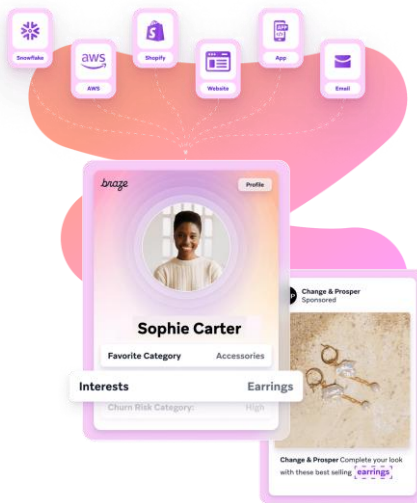 Snowflake
aws
AWS
Shopify
Website
APP
App
Email
braze
Profile
Sophie Carter
Favorite Category Accessories
Interests Earrings
Churn Risk Category: High
Change & Prosper
Sponsored
Change & Prosper Complete your look
with these best selling earrings